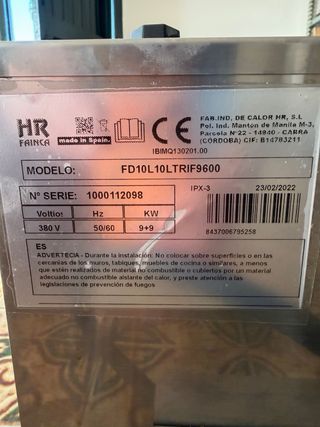 HR
FAINCA
made in Spain.
CE
IBIMQ130201.00
FAB.IND. DE CALOR HR, S.L
Pol. Ind. Manton de Manila M-3,
Parcela Nº22 - 14940 - CABRA
(CÓRDOBA) CIF: B14783211
MODELO: FD10L10LTRIF9600
Nº SERIE: 1000112098
IPX-3 23/02/2022
Voltio: Hz KW
380 V 50/60 9+9
8437006795258
ES
ADVERTECIA - Durante la instalación: No colocar sobre superficies o en las
cercanías de los muros, tabiques, muebles de cocina o similares, a menos
que estén realizados de material no combustible o cubiertos por un material
no combustible aislante del calor, y prestar atención a las
legislaciones de prevención de fuegos